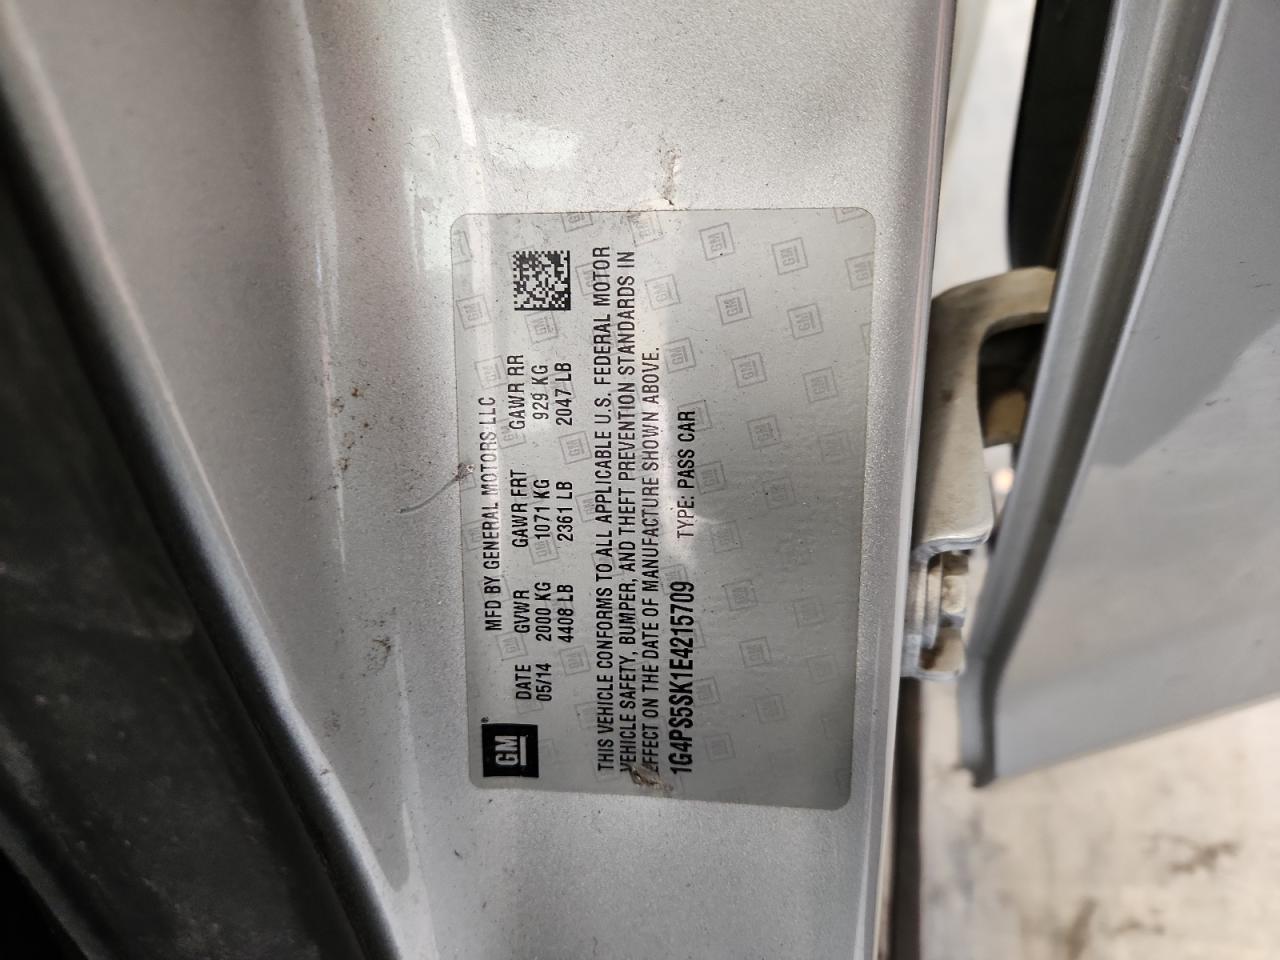 MFD BY GENERAL MOTORS LLC
DATE GVWR GAWR FRT GAWR RR
05/14 2000 KG 1071 KG 929 KG
4408 LB 2361 LB 2047 LB
GM®
THIS VEHICLE CONFORMS TO ALL APPLICABLE U.S. FEDERAL MOTOR
VEHICLE SAFETY, BUMPER, AND THEFT PREVENTION STANDARDS IN
EFFECT ON THE DATE OF MANUFACTURE SHOWN ABOVE.
1G4PS5SK1E4215709 TYPE: PASS CAR